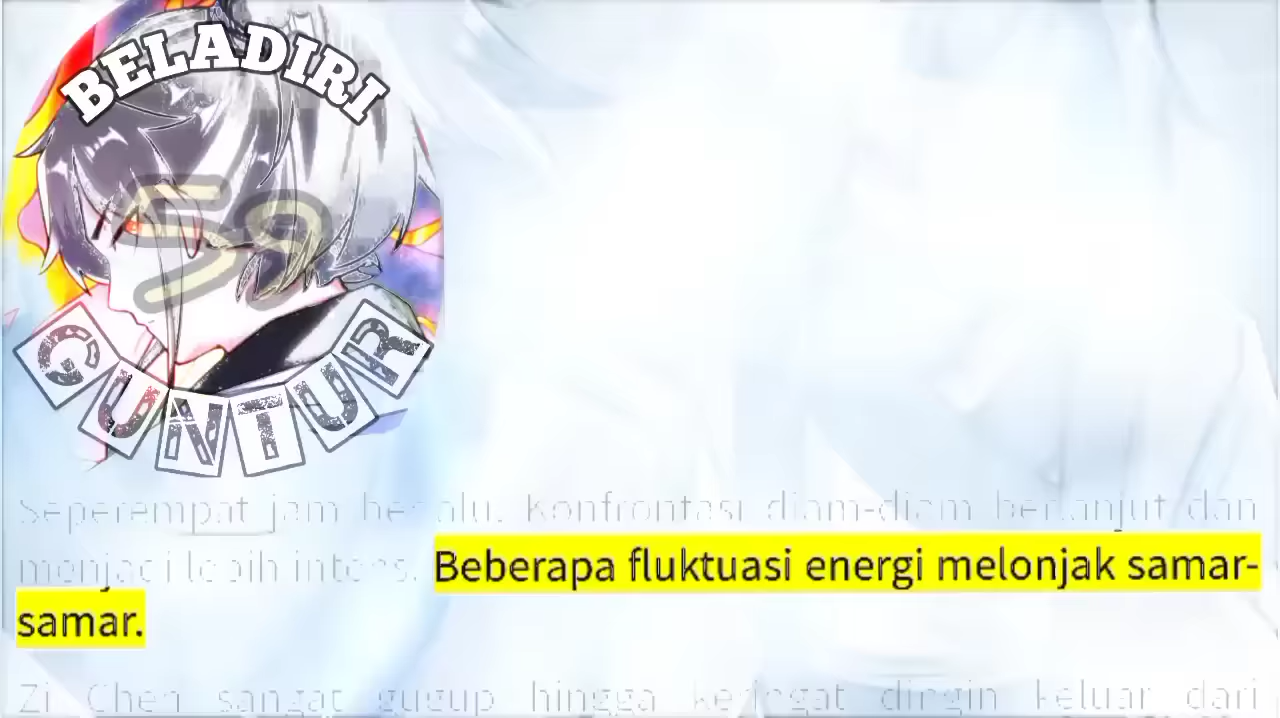 BELADIRI
59
GUNTUR
Seperempat jam berlalu. Konfrontasi diam-diam berlanjut dan
menjadi lebih intens. Beberapa fluktuasi energi melonjak samar-
samar.
Zi Chen sangat gugup hingga keringat dingin keluar dari